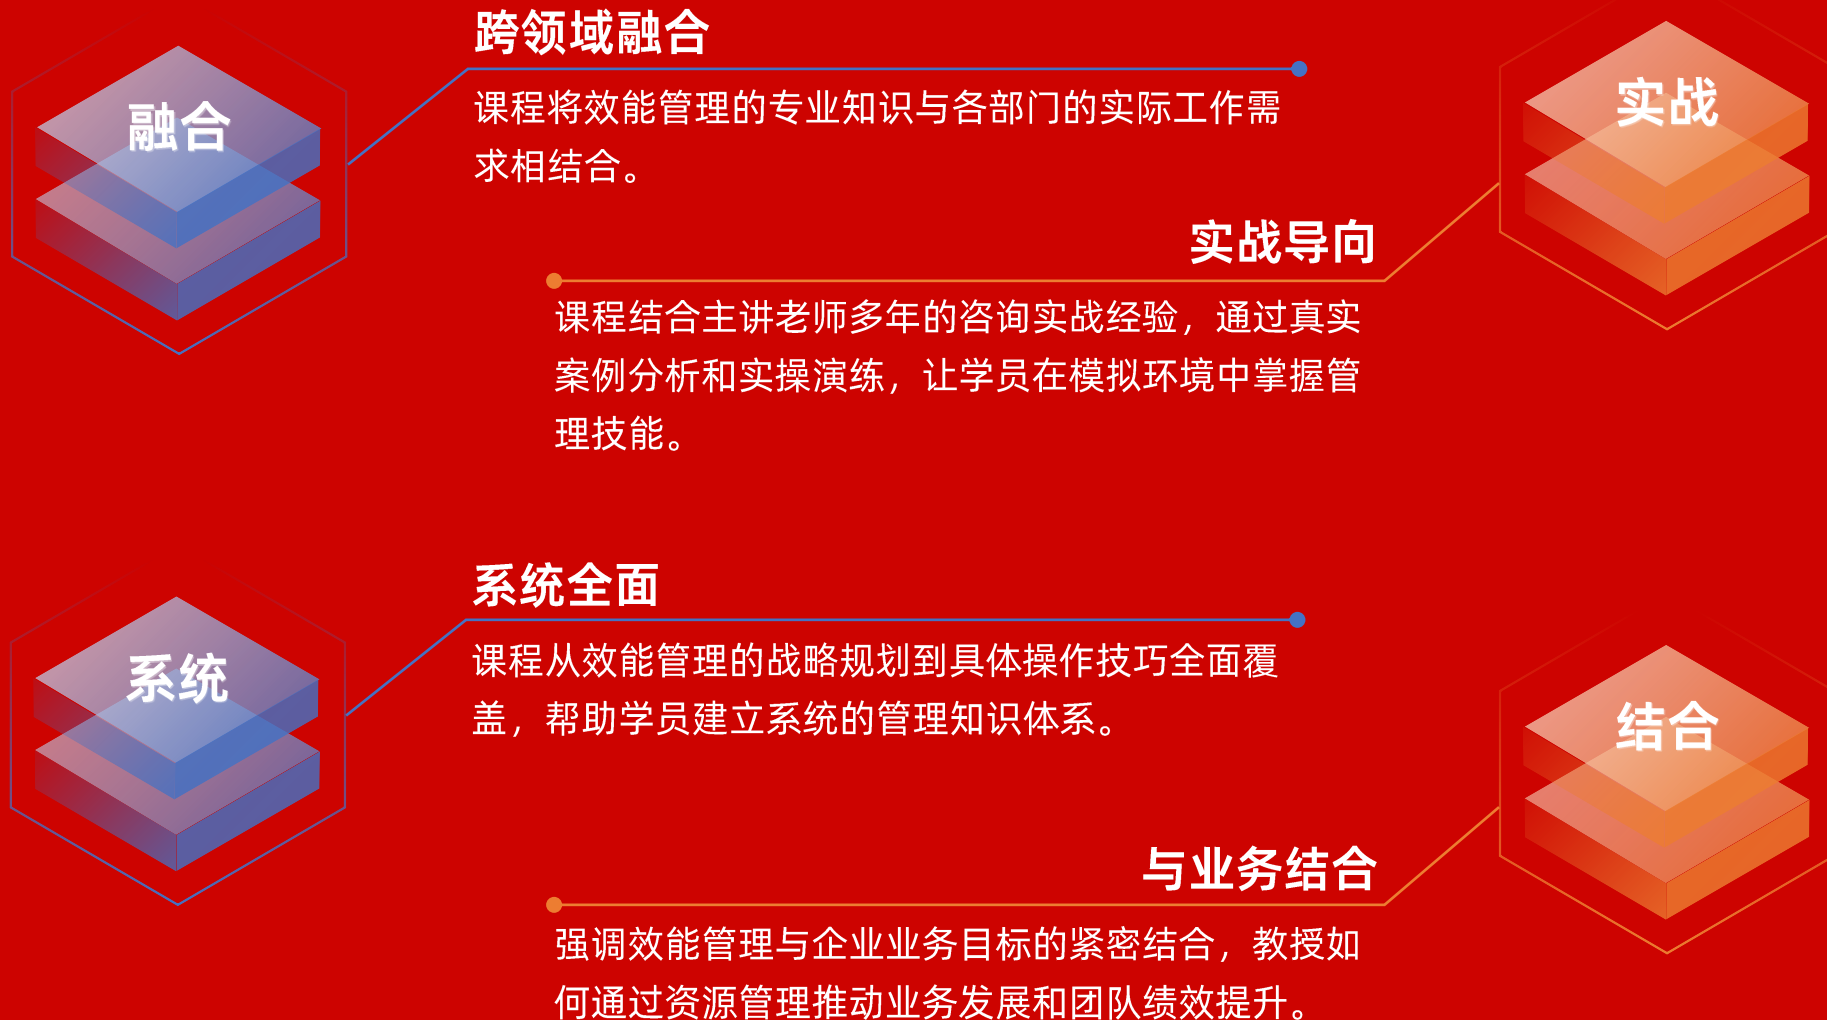 融合
跨领域融合
课程将效能管理的专业知识与各部门的实际工作需
求相结合。
实战
实战导向
课程结合主讲老师多年的咨询实战经验，通过真实
案例分析和实操演练，让学员在模拟环境中掌握管
理技能。
系统
系统全面
课程从效能管理的战略规划到具体操作技巧全面覆
盖，帮助学员建立系统的管理知识体系。
结合
与业务结合
强调效能管理与企业业务目标的紧密结合，教授如
何通过资源管理推动业务发展和团队绩效提升。